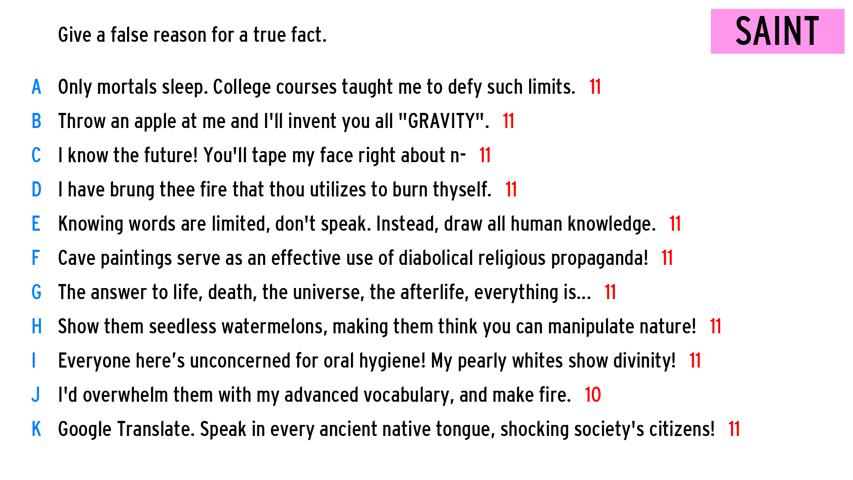 Give a false reason for a true fact.
SAINT
A Only mortals sleep. College courses taught me to defy such limits. 11
B Throw an apple at me and I'll invent you all "GRAVITY". 11
C I know the future! You'll tape my face right about n- 11
D I have brung thee fire that thou utilizes to burn thyself. 11
E Knowing words are limited, don't speak. Instead, draw all human knowledge. 11
F Cave paintings serve as an effective use of diabolical religious propaganda! 11
G The answer to life, death, the universe, the afterlife, everything is... 11
H Show them seedless watermelons, making them think you can manipulate nature! 11
I Everyone here’s unconcerned for oral hygiene! My pearly whites show divinity! 11
J I'd overwhelm them with my advanced vocabulary, and make fire. 10
K Google Translate. Speak in every ancient native tongue, shocking society's citizens! 11